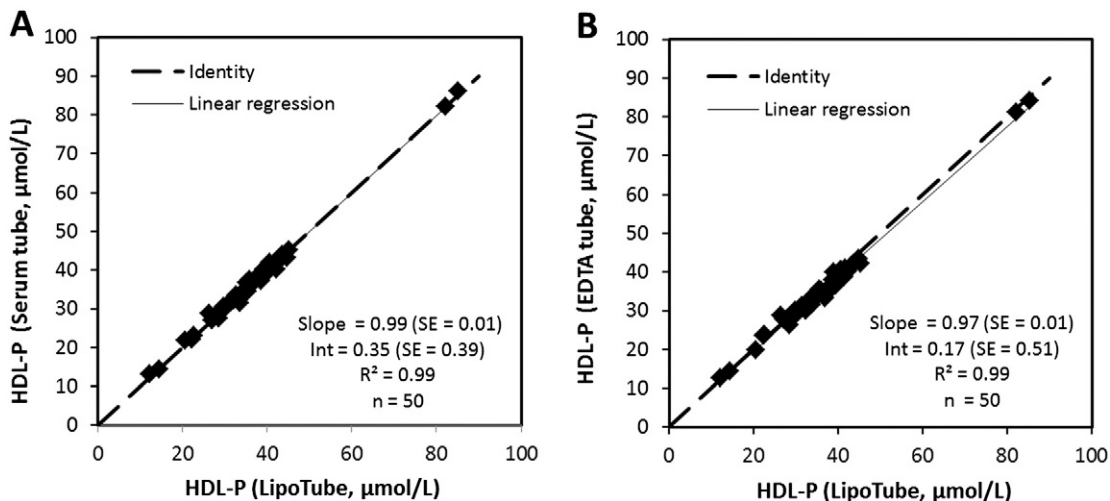 A
HDL-P (Serum tube, µmol/L)
100
90
80
70
60
50
40
30
20
10
0
Identity
Linear regression
Slope = 0.99 (SE = 0.01)
Int = 0.35 (SE = 0.39)
R² = 0.99
n = 50
0 20 40 60 80 100
HDL-P (LipoTube, µmol/L)
B
HDL-P (EDTA tube, µmol/L)
100
90
80
70
60
50
40
30
20
10
0
Identity
Linear regression
Slope = 0.97 (SE = 0.01)
Int = 0.17 (SE = 0.51)
R² = 0.99
n = 50
0 20 40 60 80 100
HDL-P (LipoTube, µmol/L)